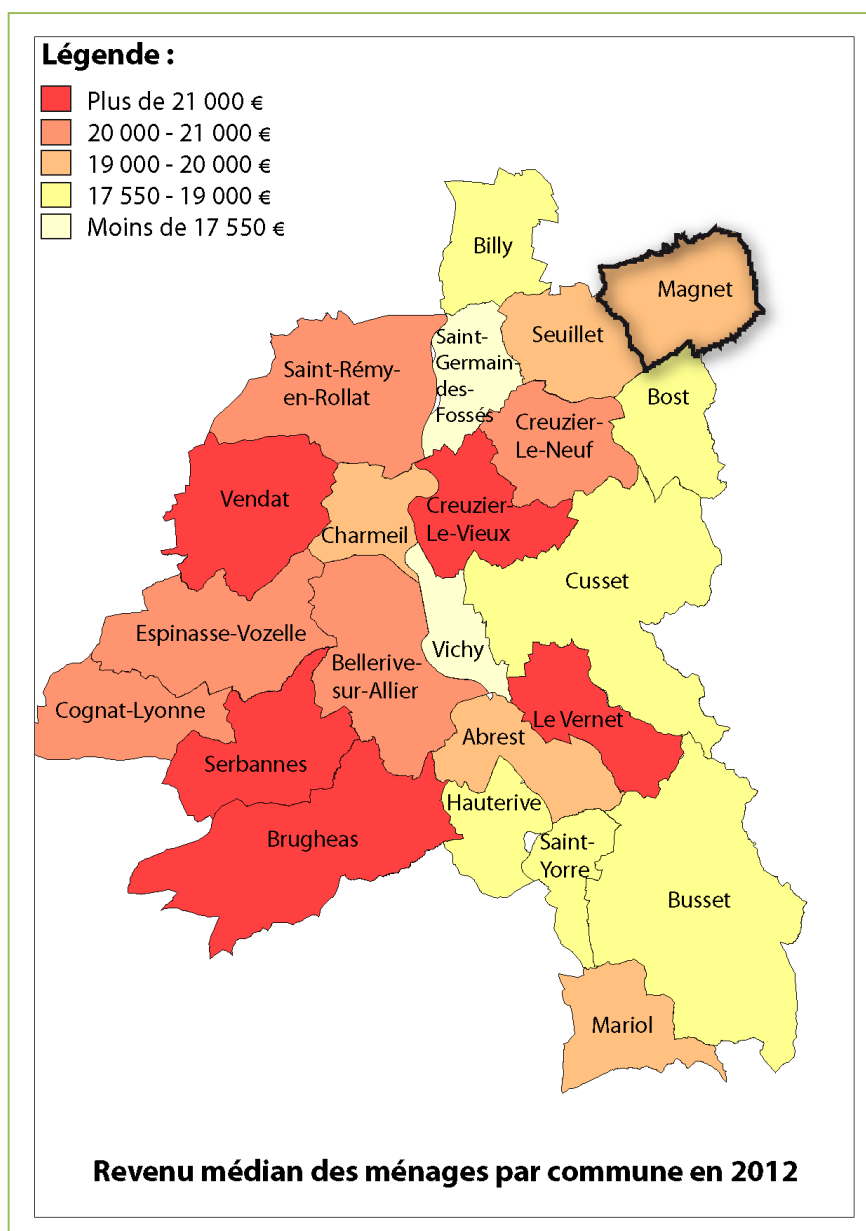 Légende :
Plus de 21 000 €
20 000 - 21 000 €
19 000 - 20 000 €
17 550 - 19 000 €
Moins de 17 550 €
Billy
Magnet
Seuillet
Saint-
Germain-
des-
Fossés
Saint-Rémy-
en-Rollat
Bost
Creuzier-
Le-Neuf
Vendat
Creuzier-
Le-Vieux
Charmeil
Cusset
Espinasse-Vozelle
Vichy
Bellerive-
sur-Allier
Cognat-Lyonne
Le Vernet
Abrest
Serbannes
Hauterive
Brugheas
Saint-
Yorre
Busset
Mariol
Revenu médian des ménages par commune en 2012